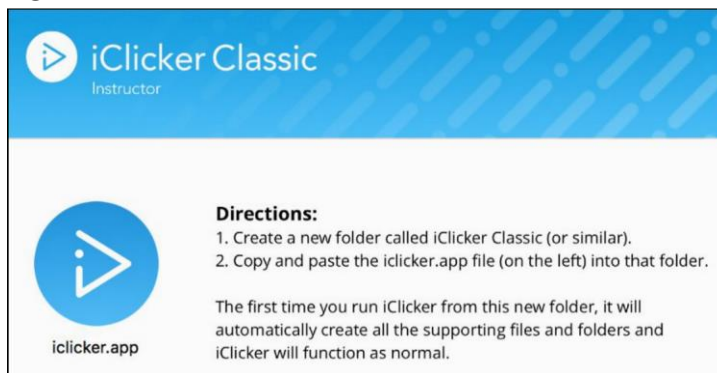 iClicker Classic
Instructor
Directions:
1. Create a new folder called iClicker Classic (or similar).
2. Copy and paste the iclicker.app file (on the left) into that folder.
The first time you run iClicker from this new folder, it will
automatically create all the supporting files and folders and
iClicker will function as normal.
iclicker.app